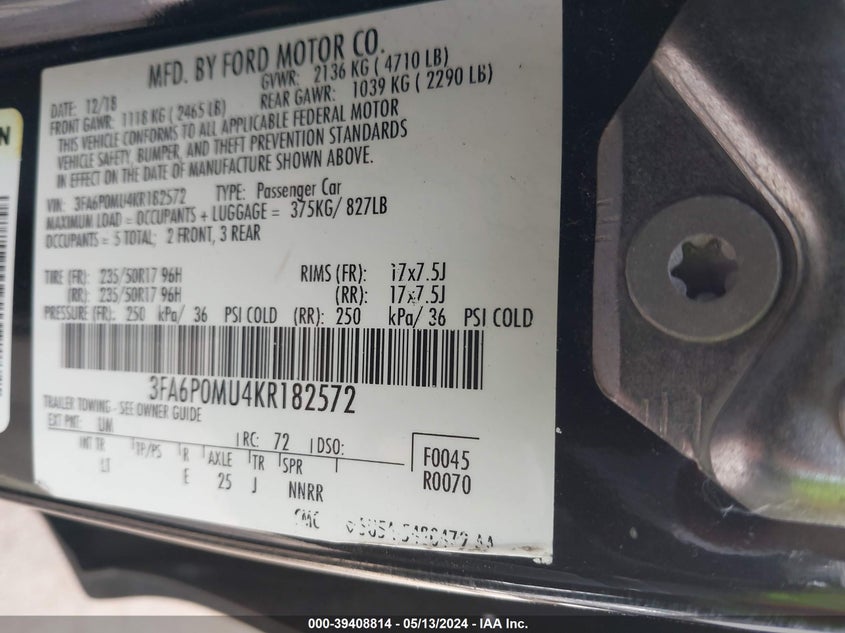 MFD. BY FORD MOTOR CO.
DATE: 12/18 GVWR: 2136 KG ( 4710 LB)
FRONT GAWR: 1118 KG ( 2465 LB) REAR GAWR: 1039 KG ( 2290 LB)
THIS VEHICLE CONFORMS TO ALL APPLICABLE FEDERAL MOTOR
VEHICLE SAFETY, BUMPER, AND THEFT PREVENTION STANDARDS
IN EFFECT ON THE DATE OF MANUFACTURE SHOWN ABOVE.
VIN: 3FA6P0MU4KR182572 TYPE: Passenger Car
MAXIMUM LOAD = OCCUPANTS + LUGGAGE = 375KG/ 827LB
OCCUPANTS = 5 TOTAL; 2 FRONT, 3 REAR
TIRE (FR): 235/50R17 96H RIMS (FR): 17x7.5J
(RR): 235/50R17 96H (RR): 17x7.5J
PRESSURE (FR): 250 kPa/ 36 PSI COLD (RR): 250 kPa/ 36 PSI COLD
3FA6P0MU4KR182572
TRAILER TOWING - SEE OWNER GUIDE
EXT PNT: UM RC: 72 DSO: F0045
INT TR TP/PS R AXLE TR SPR R0070
LT E 25 J NNRR
000-39408814 - 05/13/2024 - IAA Inc.